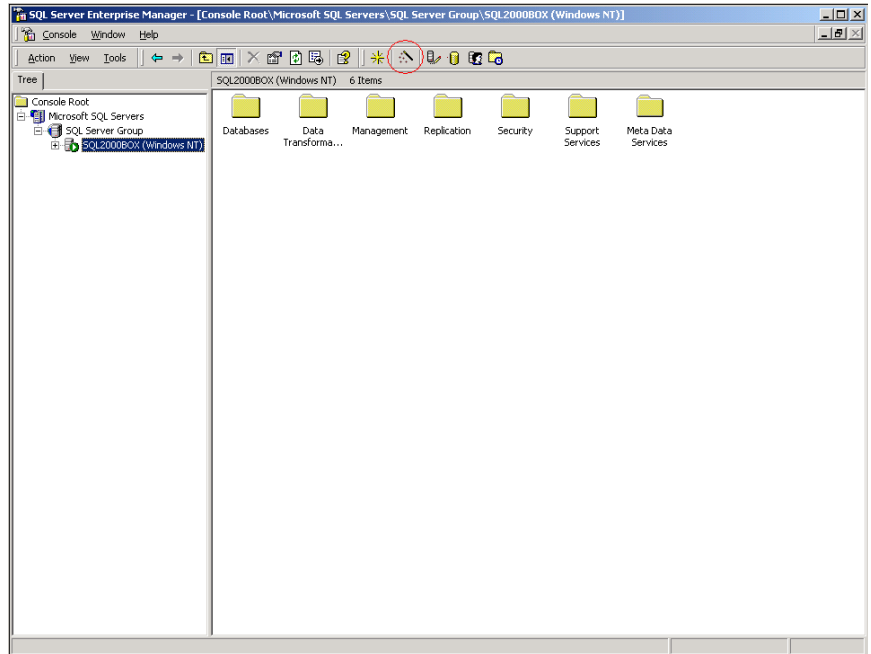 SQL Server Enterprise Manager - [Console Root\Microsoft SQL Servers\SQL Server Group\SQL2000BOX (Windows NT)]
Console Window Help
Action View Tools
Tree
SQL2000BOX (Windows NT) 6 Items
Console Root
Microsoft SQL Servers
SQL Server Group
SQL2000BOX (Windows NT)
Databases
Data
Transforma...
Management
Replication
Security
Support
Services
Meta Data
Services